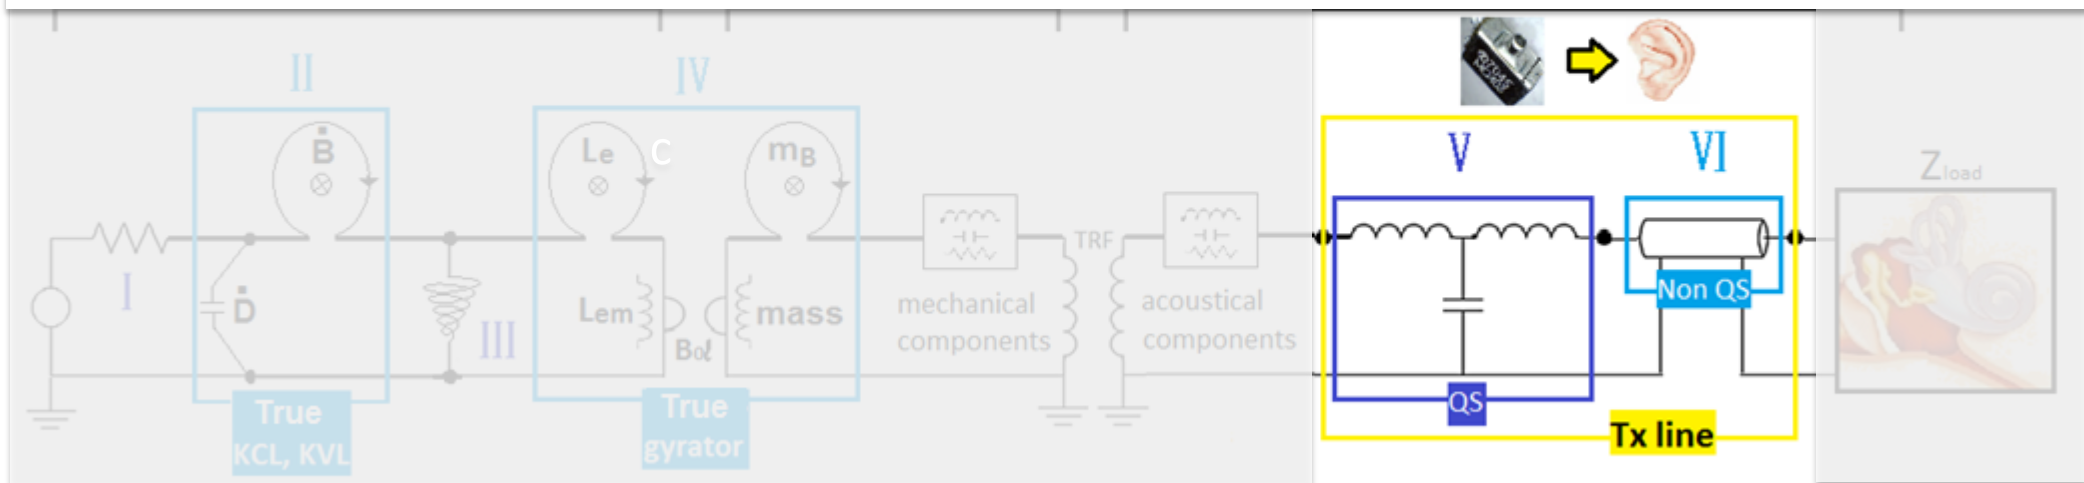 II
IV
V
VI
Ḃ
Le
C
mB
Zload
I
Ḋ
III
Lem
B₀ℓ
mass
mechanical
components
TRF
acoustical
components
Non QS
QS
True
KCL, KVL
True
gyrator
Tx line